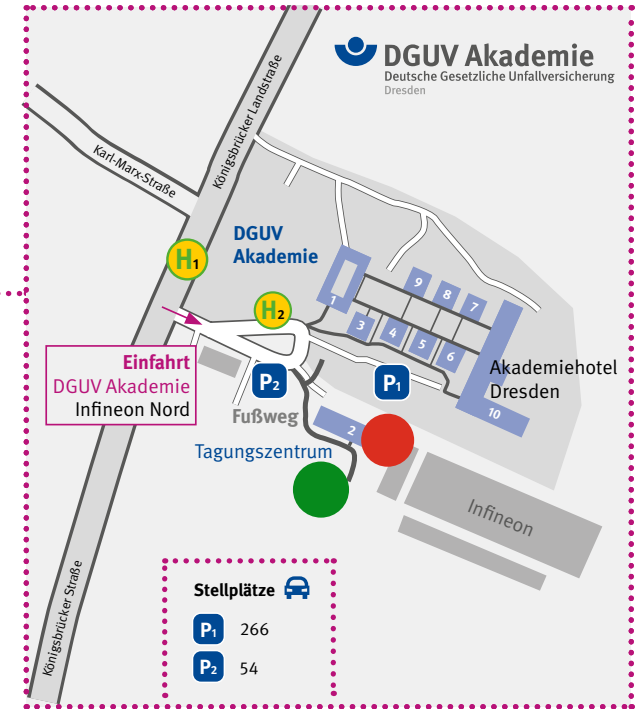 DGUV Akademie
Deutsche Gesetzliche Unfallversicherung
Dresden
Königsbrücker Landstraße
Karl-Marx-Straße
DGUV
Akademie
H1
H2
1
9
8
7
3
4
5
6
Einfahrt
DGUV Akademie
Infineon Nord
P2
P1
Akademiehotel
Dresden
10
Fußweg
2
Tagungszentrum
Infineon
Königsbrücker Straße
Stellplätze
P1 266
P2 54